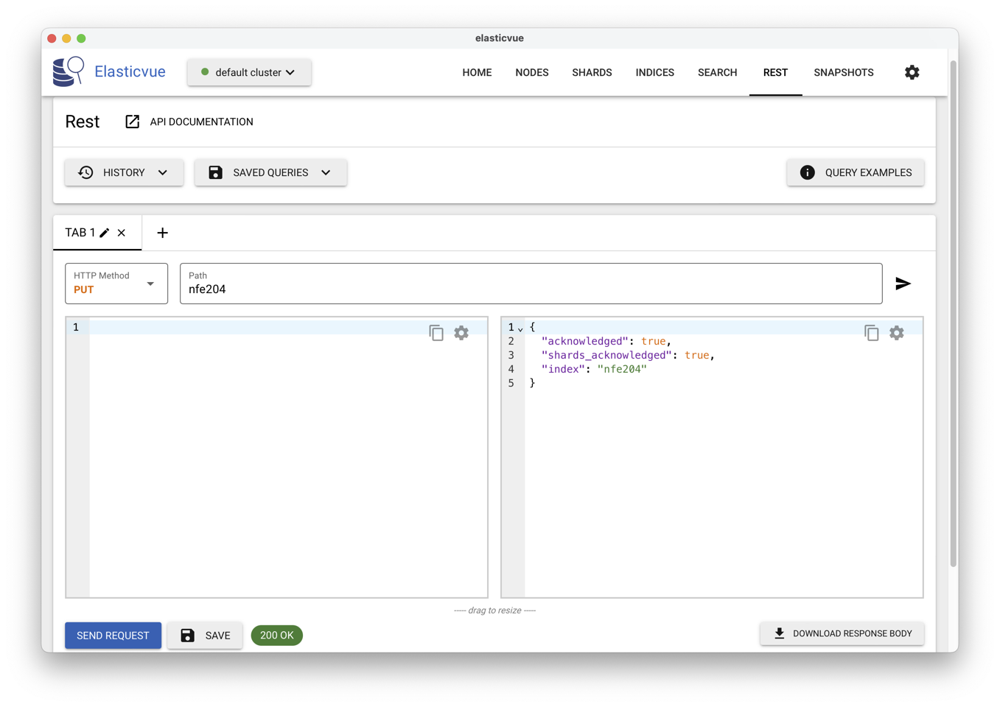 elasticvue
Elasticvue
default cluster
HOME
NODES
SHARDS
INDICES
SEARCH
REST
SNAPSHOTS
Rest
API DOCUMENTATION
HISTORY
SAVED QUERIES
QUERY EXAMPLES
TAB 1
HTTP Method
PUT
Path
nfe204
1
1 {
2 "acknowledged": true,
3 "shards_acknowledged": true,
4 "index": "nfe204"
5 }
----- drag to resize -----
SEND REQUEST
SAVE
200 OK
DOWNLOAD RESPONSE BODY